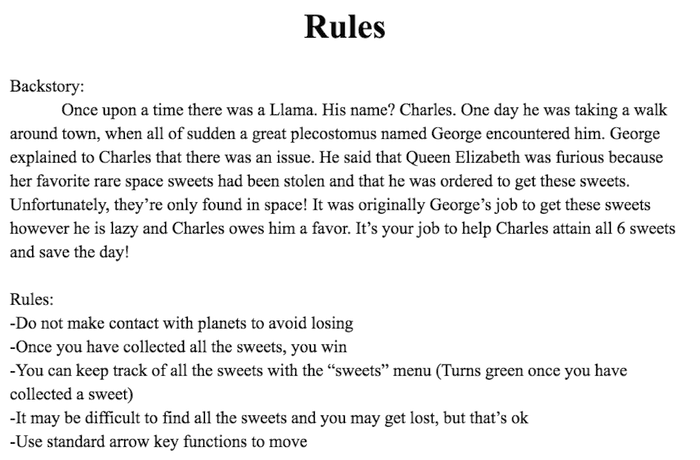 Rules
Backstory:
Once upon a time there was a Llama. His name? Charles. One day he was taking a walk
around town, when all of sudden a great plecostomus named George encountered him. George
explained to Charles that there was an issue. He said that Queen Elizabeth was furious because
her favorite rare space sweets had been stolen and that he was ordered to get these sweets.
Unfortunately, they’re only found in space! It was originally George’s job to get these sweets
however he is lazy and Charles owes him a favor. It’s your job to help Charles attain all 6 sweets
and save the day!
Rules:
-Do not make contact with planets to avoid losing
-Once you have collected all the sweets, you win
-You can keep track of all the sweets with the “sweets” menu (Turns green once you have
collected a sweet)
-It may be difficult to find all the sweets and you may get lost, but that’s ok
-Use standard arrow key functions to move